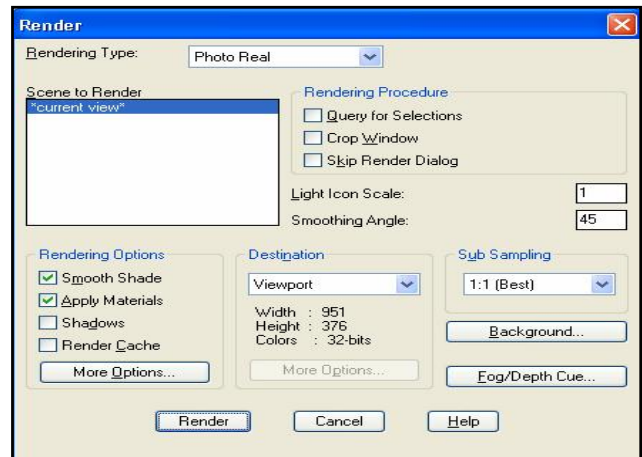 Render
Rendering Type: Photo Real
Scene to Render
*current view*
Rendering Procedure
Query for Selections
Crop Window
Skip Render Dialog
Light Icon Scale: 1
Smoothing Angle: 45
Rendering Options
Smooth Shade
Apply Materials
Shadows
Render Cache
More Options...
Destination
Viewport
Width : 951
Height : 376
Colors : 32-bits
More Options...
Sub Sampling
1:1 (Best)
Background...
Fog/Depth Cue...
Render Cancel Help